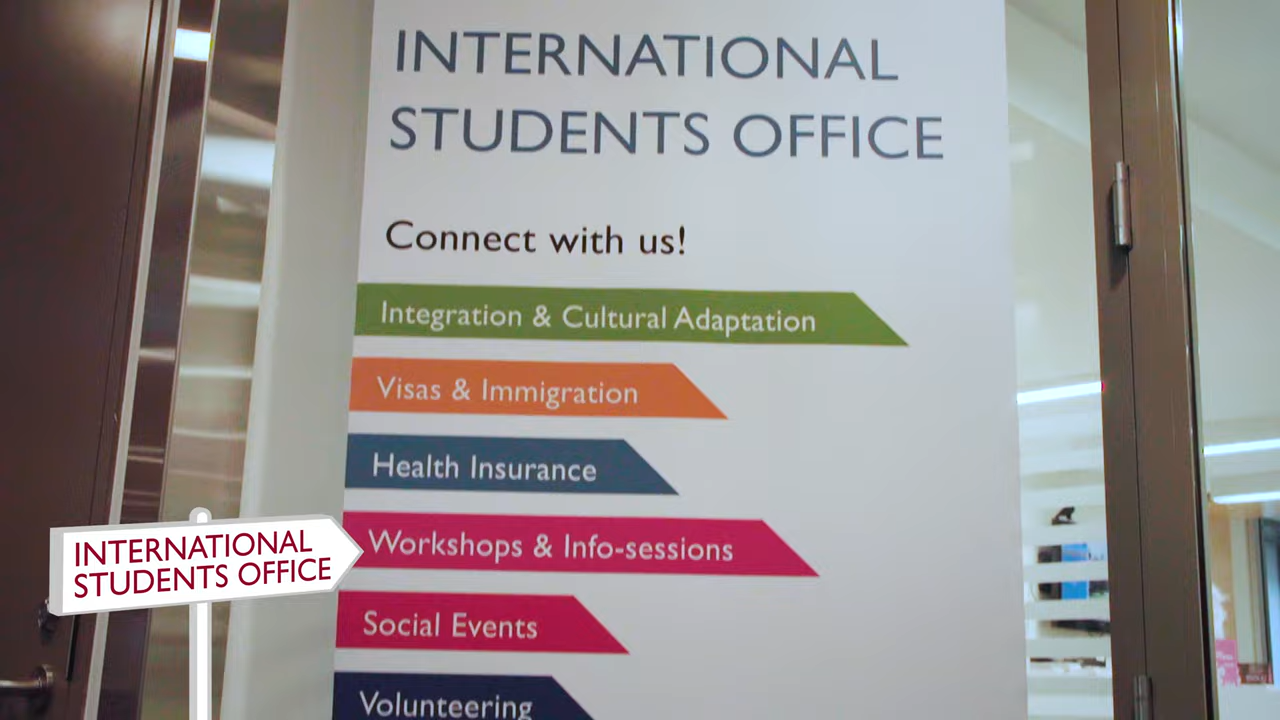 INTERNATIONAL
STUDENTS OFFICE
Connect with us!
Integration & Cultural Adaptation
Visas & Immigration
Health Insurance
Workshops & Info-sessions
Social Events
Volunteering
INTERNATIONAL
STUDENTS OFFICE